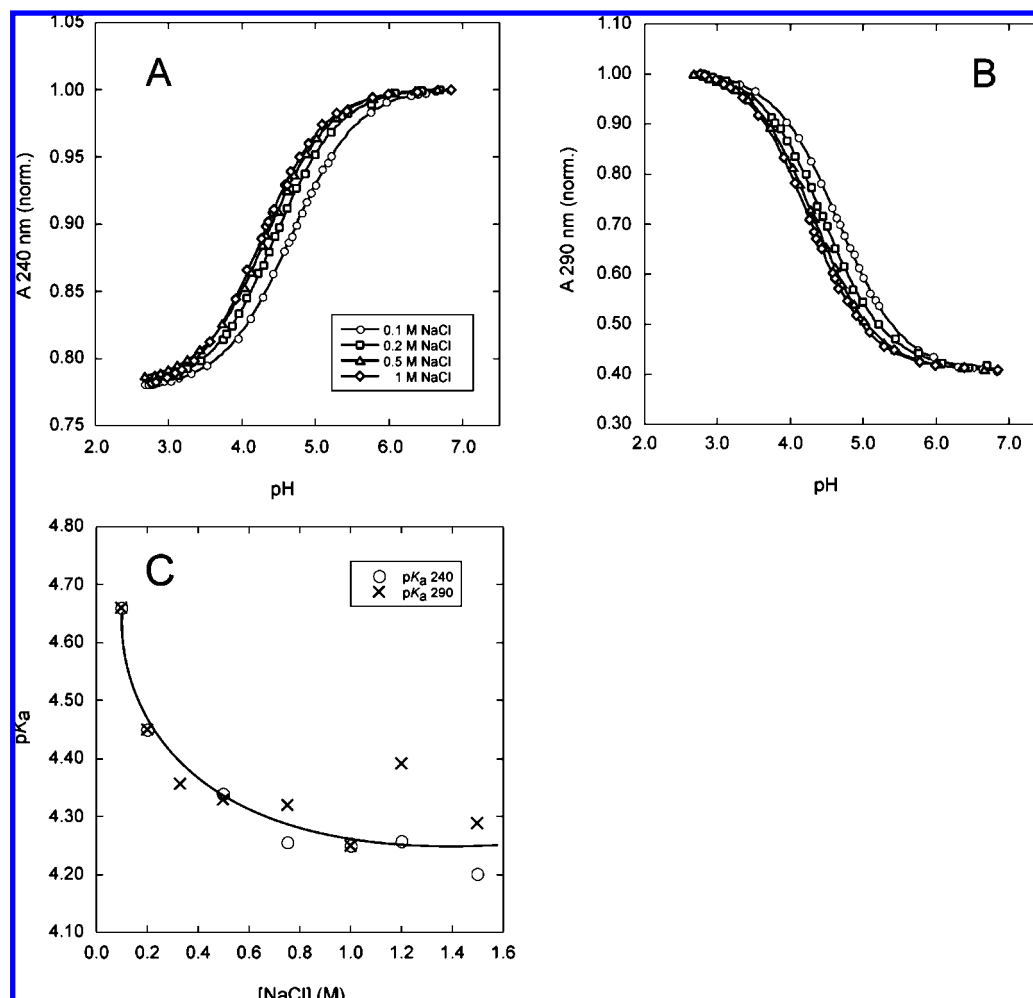 A
B
1.05
1.00
0.95
0.90
0.85
0.80
0.75
A 240 nm (norm.)
0.1 M NaCl
0.2 M NaCl
0.5 M NaCl
1 M NaCl
2.0 3.0 4.0 5.0 6.0 7.0
pH
1.10
1.00
0.90
0.80
0.70
0.60
0.50
0.40
0.30
A 290 nm (norm.)
2.0 3.0 4.0 5.0 6.0 7.0
pH
C
4.80
4.70
4.60
4.50
4.40
4.30
4.20
4.10
pKa
pKa 240
pKa 290
0.0 0.2 0.4 0.6 0.8 1.0 1.2 1.4 1.6
[NaCl] (M)